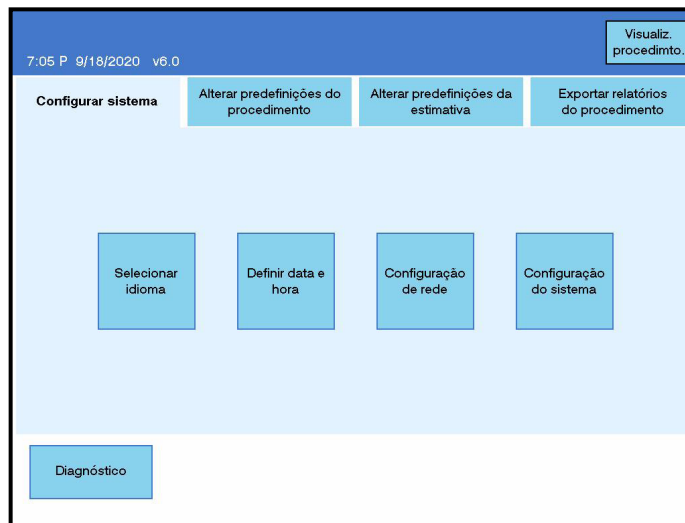 Visualiz.
procedimto.
7:05 P 9/18/2020 v6.0
Configurar sistema
Alterar predefinições do
procedimento
Alterar predefinições da
estimativa
Exportar relatórios
do procedimento
Selecionar
idioma
Definir data e
hora
Configuração
de rede
Configuração
do sistema
Diagnóstico